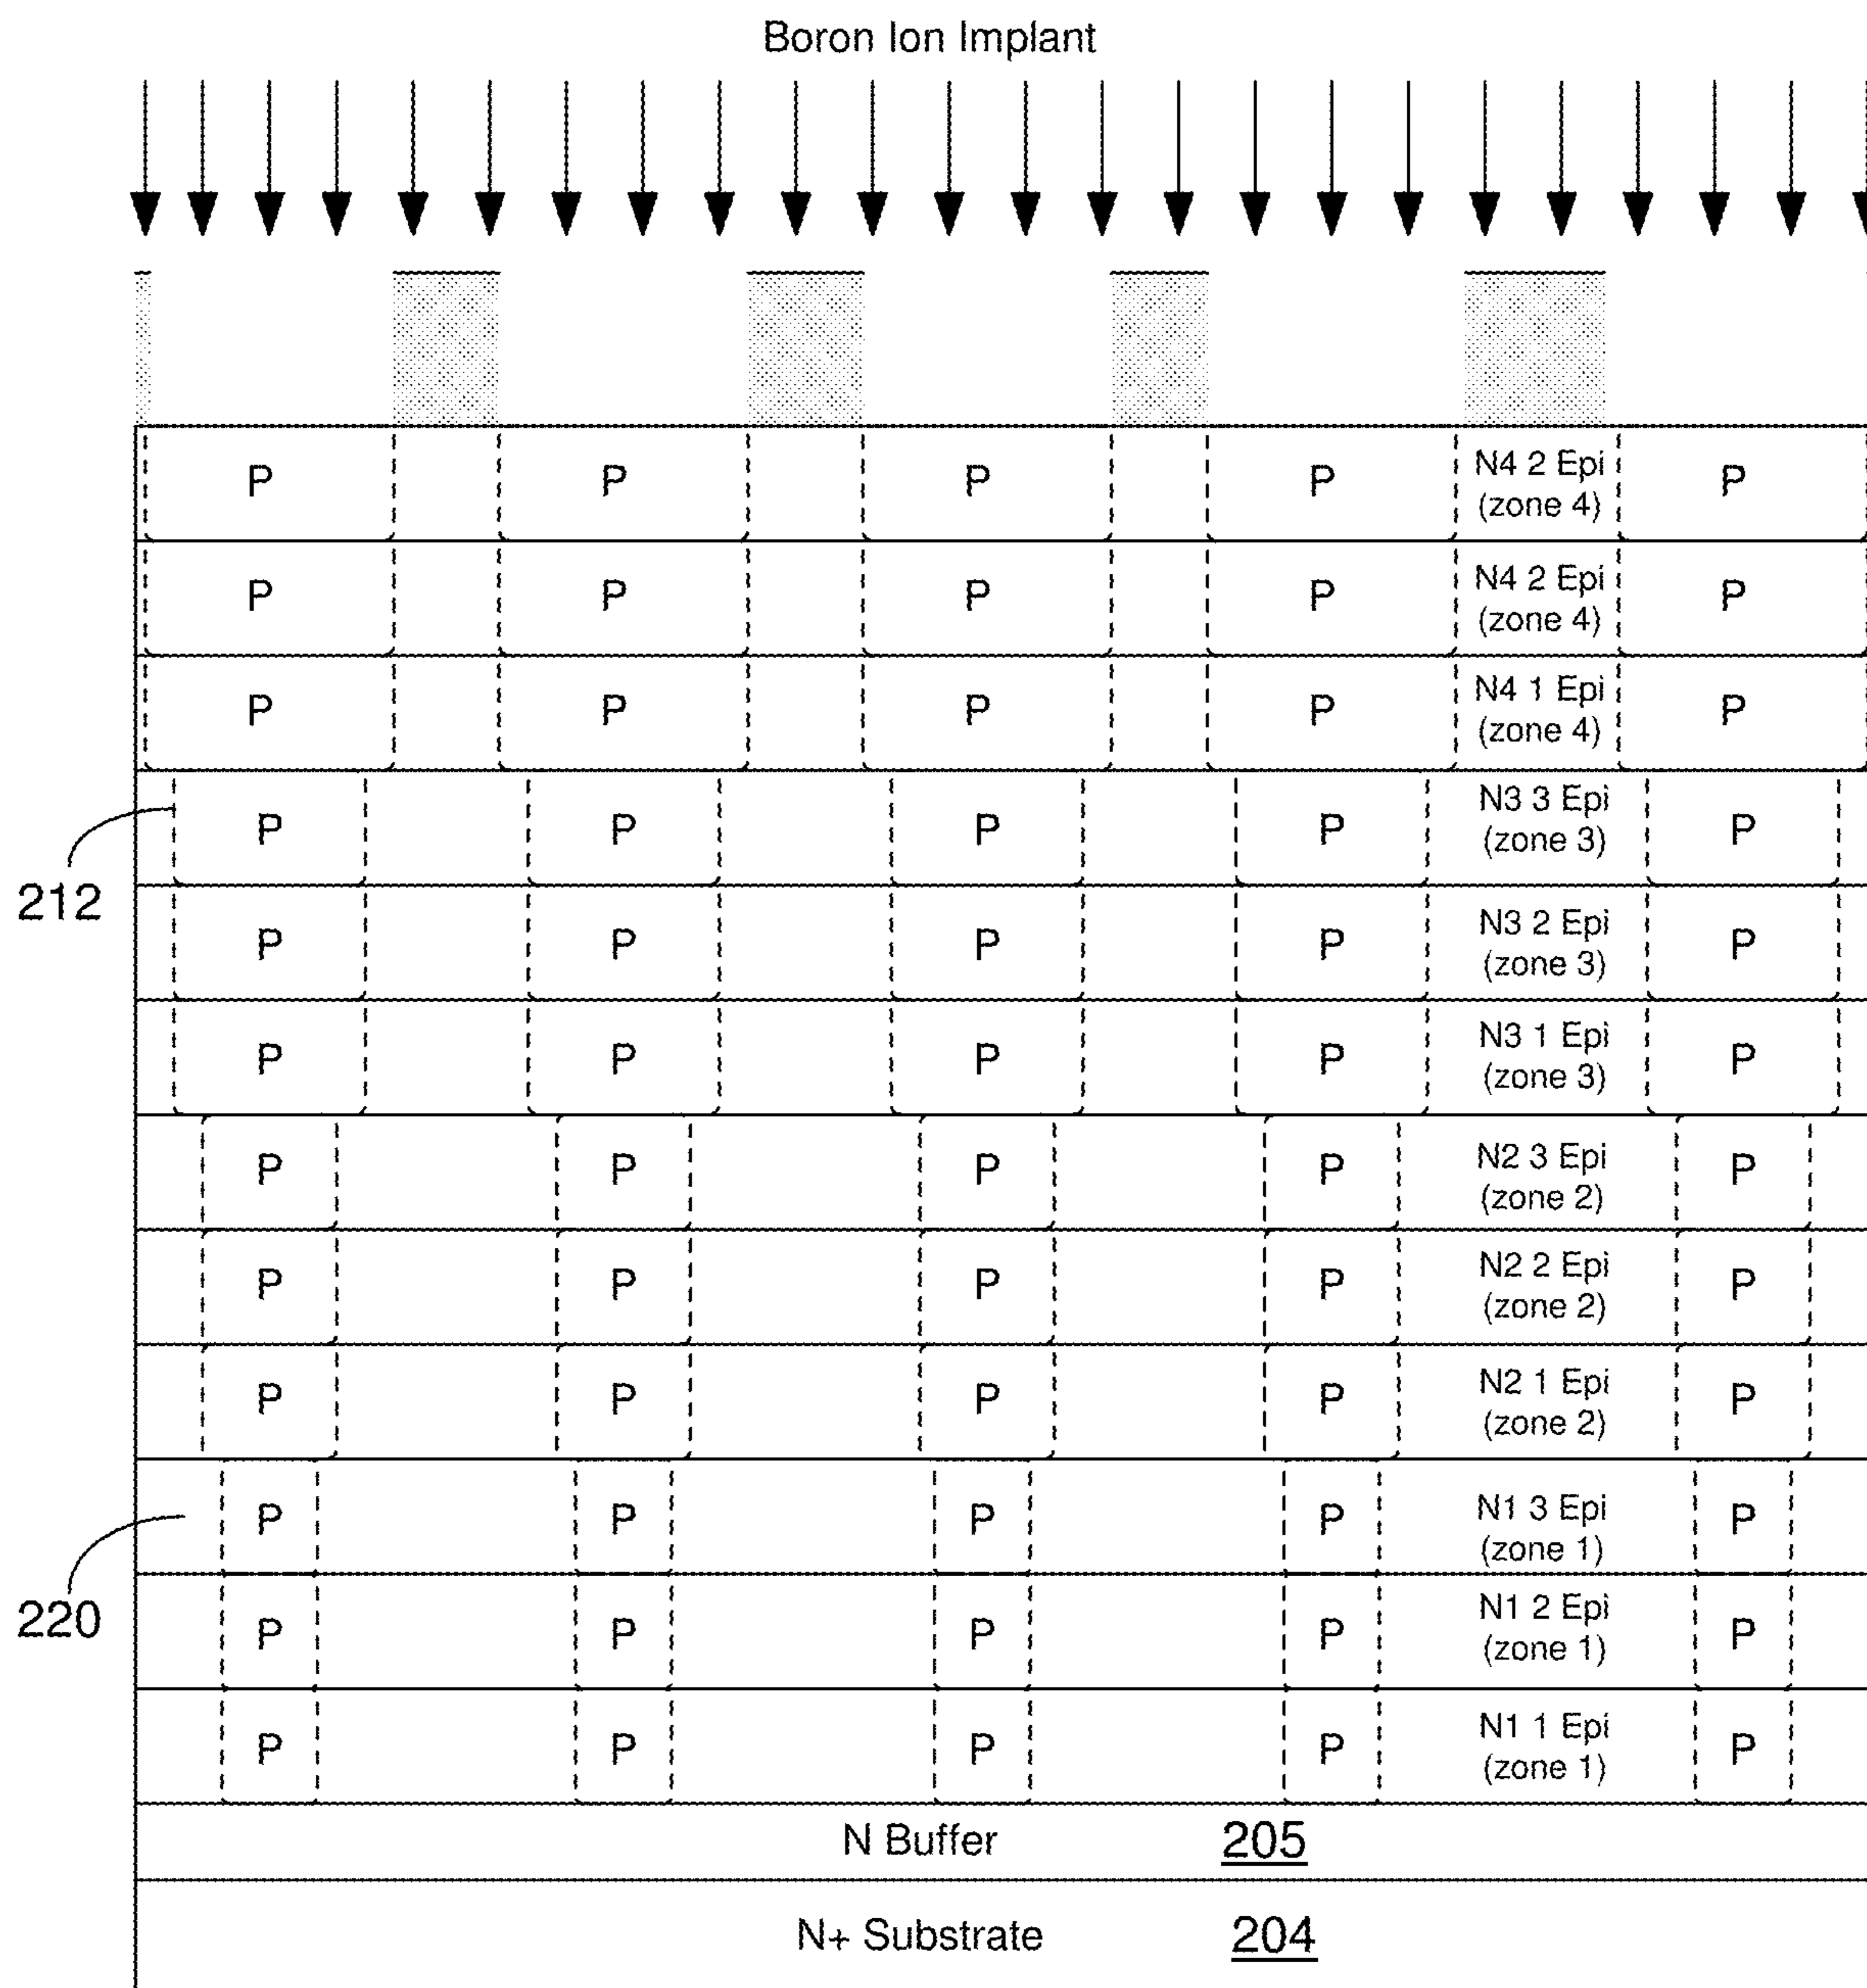 Boron Ion Implant
P P P P N4 2 Epi P
(zone 4)
P P P P N4 2 Epi P
(zone 4)
P P P P N4 1 Epi P
(zone 4)
P P P P N3 3 Epi P
(zone 3)
212
P P P P N3 2 Epi P
(zone 3)
P P P P N3 1 Epi P
(zone 3)
P P P P N2 3 Epi P
(zone 2)
P P P P N2 2 Epi P
(zone 2)
P P P P N2 1 Epi P
(zone 2)
P P P P N1 3 Epi P
(zone 1)
220
P P P P N1 2 Epi P
(zone 1)
P P P P N1 1 Epi P
(zone 1)
N Buffer 205
N+ Substrate 204